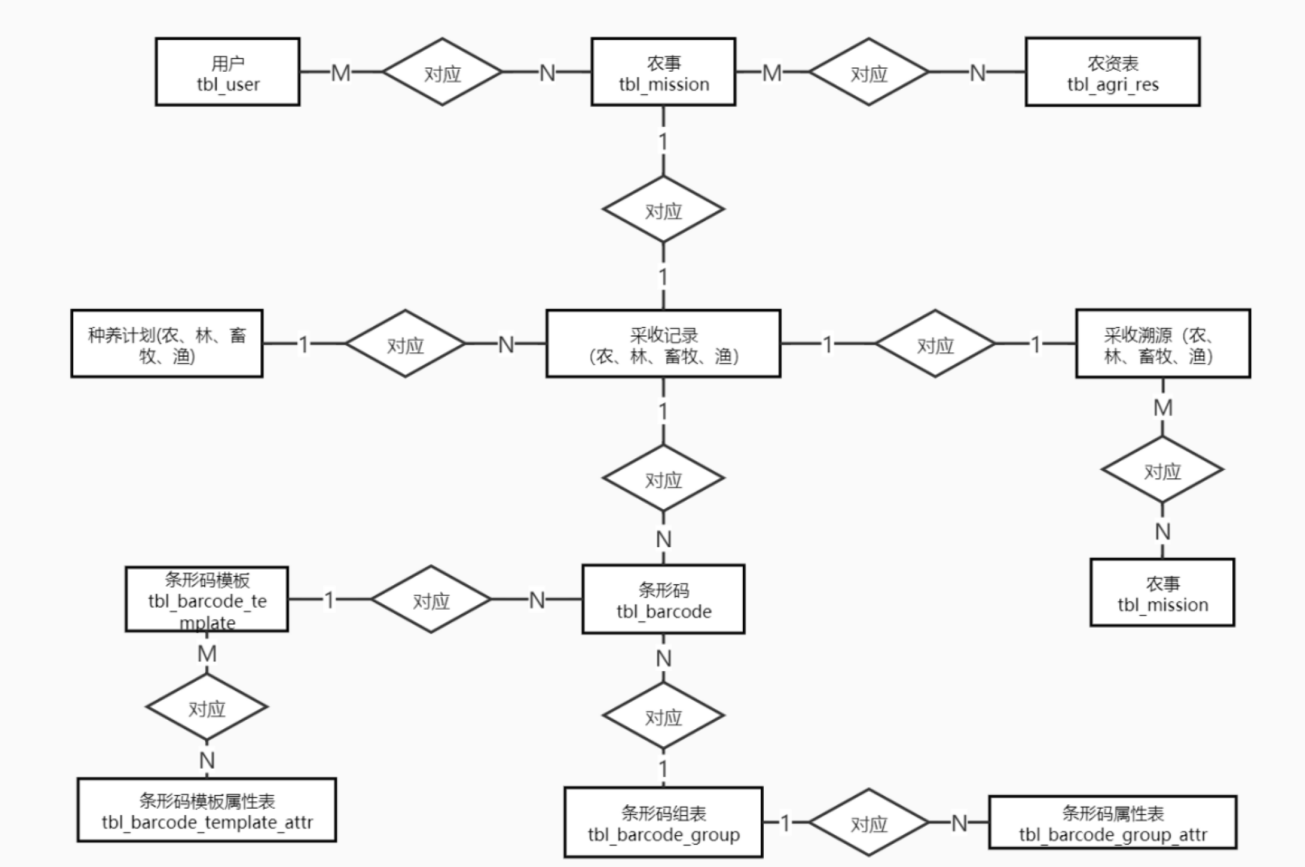 用户
tbl_user
M
对应
N
农事
tbl_mission
M
对应
N
农资表
tbl_agri_res
1
对应
1
种养计划(农、林、畜
牧、渔)
1
对应
N
采收记录
(农、林、畜牧、渔)
1
对应
1
采收溯源（农、
林、畜牧、渔）
1
对应
N
M
对应
N
农事
tbl_mission
条形码模板
tbl_barcode_te
mplate
1
对应
N
条形码
tbl_barcode
M
对应
N
条形码模板属性表
tbl_barcode_template_attr
N
对应
1
条形码组表
tbl_barcode_group
1
对应
N
条形码属性表
tbl_barcode_group_attr